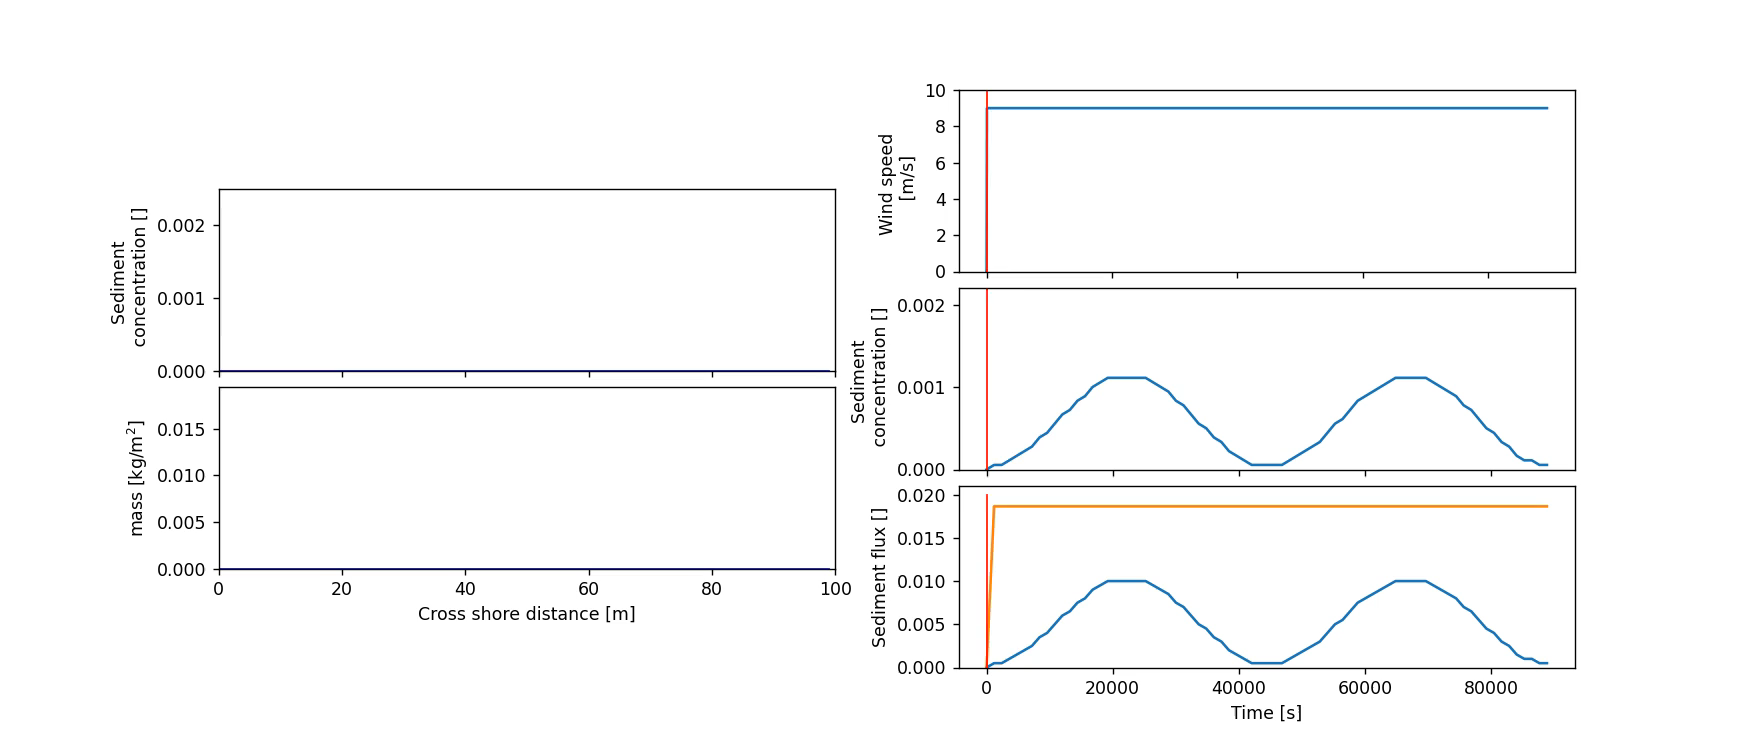 Sediment
concentration []
0.002
0.001
0.000
mass [kg/m²]
0.015
0.010
0.005
0.000
0 20 40 60 80 100
Cross shore distance [m]
Wind speed
[m/s]
10
8
6
4
2
0
Sediment
concentration []
0.002
0.001
0.000
Sediment flux []
0.020
0.015
0.010
0.005
0.000
0 20000 40000 60000 80000
Time [s]